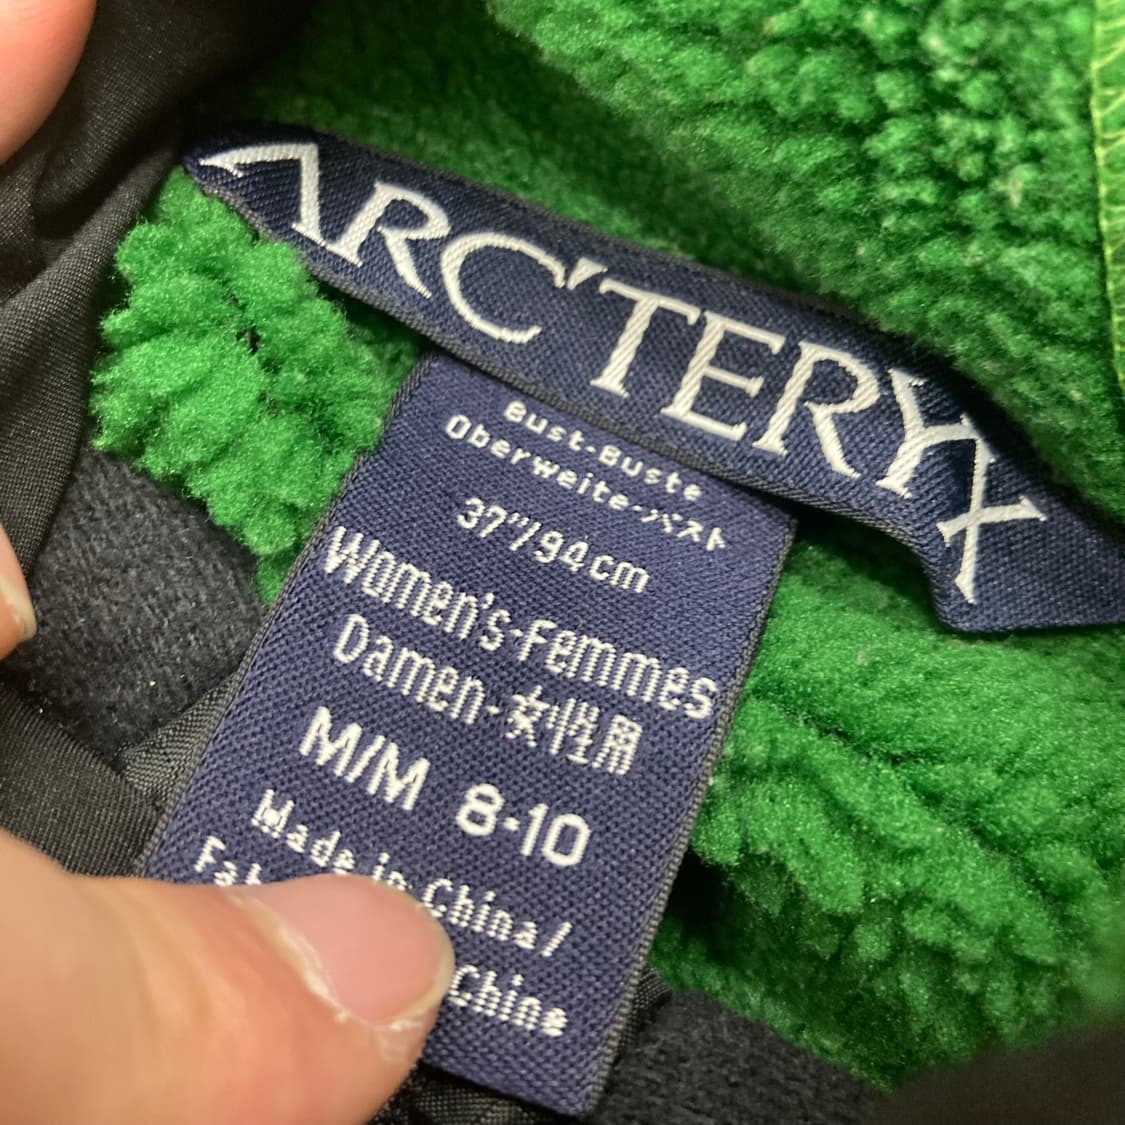 ARC'TERYX
Bust-Buste
Oberweite-バスト
37"/94cm
Women's-Femmes
Damen-女性用
M/M 8-10
Made in China/
Chine